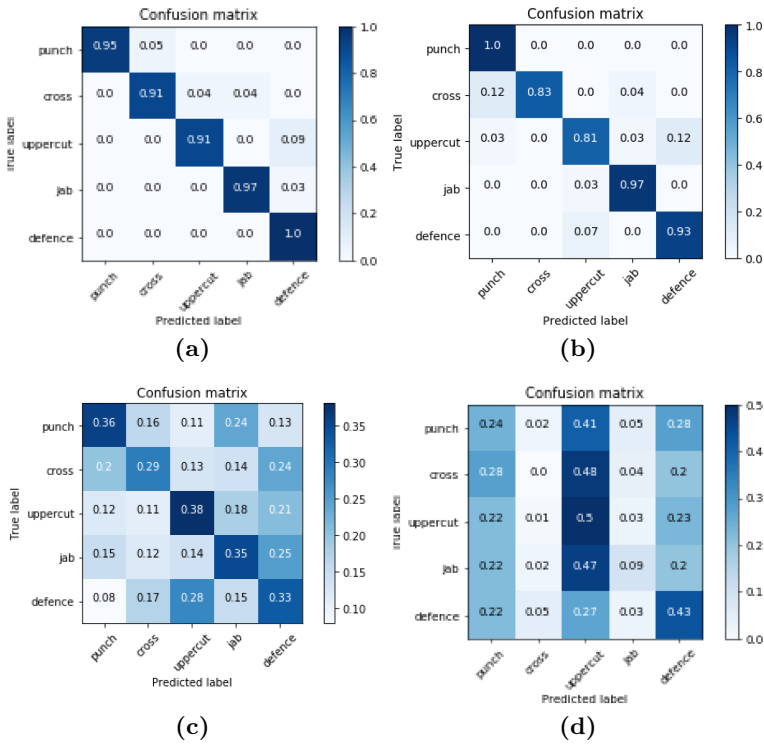 Confusion matrix
punch 0.95 0.05 0.0 0.0 0.0
cross 0.0 0.91 0.04 0.04 0.0
uppercut 0.0 0.0 0.91 0.0 0.09
jab 0.0 0.0 0.0 0.97 0.03
defence 0.0 0.0 0.0 0.0 1.0
punch cross uppercut jab defence
True label
Predicted label
1.0
0.8
0.6
0.4
0.2
0.0
(a)
Confusion matrix
punch 1.0 0.0 0.0 0.0 0.0
cross 0.12 0.83 0.0 0.04 0.0
uppercut 0.03 0.0 0.81 0.03 0.12
jab 0.0 0.0 0.03 0.97 0.0
defence 0.0 0.0 0.07 0.0 0.93
punch cross uppercut jab defence
True label
Predicted label
1.0
0.8
0.6
0.4
0.2
0.0
(b)
Confusion matrix
punch 0.36 0.16 0.11 0.24 0.13
cross 0.2 0.29 0.13 0.14 0.24
uppercut 0.12 0.11 0.38 0.18 0.21
jab 0.15 0.12 0.14 0.35 0.25
defence 0.08 0.17 0.28 0.15 0.33
punch cross uppercut jab defence
True label
Predicted label
0.35
0.30
0.25
0.20
0.15
0.10
(c)
Confusion matrix
punch 0.24 0.02 0.41 0.05 0.28
cross 0.28 0.0 0.48 0.04 0.2
uppercut 0.22 0.01 0.5 0.03 0.23
jab 0.22 0.02 0.47 0.09 0.2
defence 0.22 0.05 0.27 0.03 0.43
punch cross uppercut jab defence
True label
Predicted label
0.5
0.4
0.3
0.2
0.1
0.0
(d)